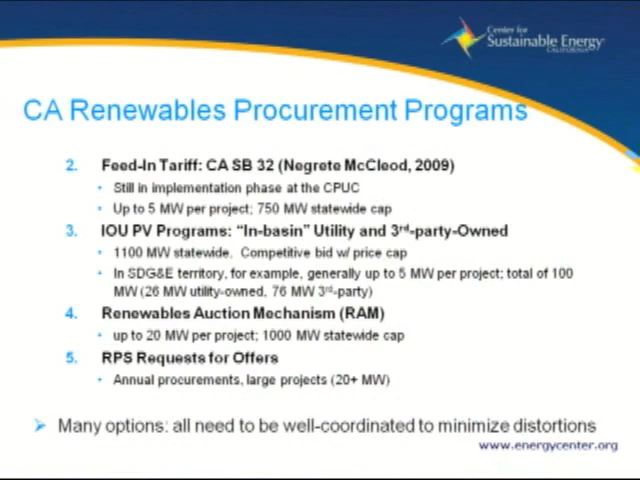 Center for
Sustainable Energy
CALIFORNIA
CA Renewables Procurement Programs
2. Feed-In Tariff: CA SB 32 (Negrete McCleod, 2009)
• Still in implementation phase at the CPUC
• Up to 5 MW per project; 750 MW statewide cap
3. IOU PV Programs: “In-basin” Utility and 3rd-party-Owned
• 1100 MW statewide. Competitive bid w/ price cap
• In SDG&E territory, for example, generally up to 5 MW per project; total of 100
MW (26 MW utility-owned, 76 MW 3rd-party)
4. Renewables Auction Mechanism (RAM)
• up to 20 MW per project; 1000 MW statewide cap
5. RPS Requests for Offers
• Annual procurements, large projects (20+ MW)
➢ Many options: all need to be well-coordinated to minimize distortions
www.energycenter.org